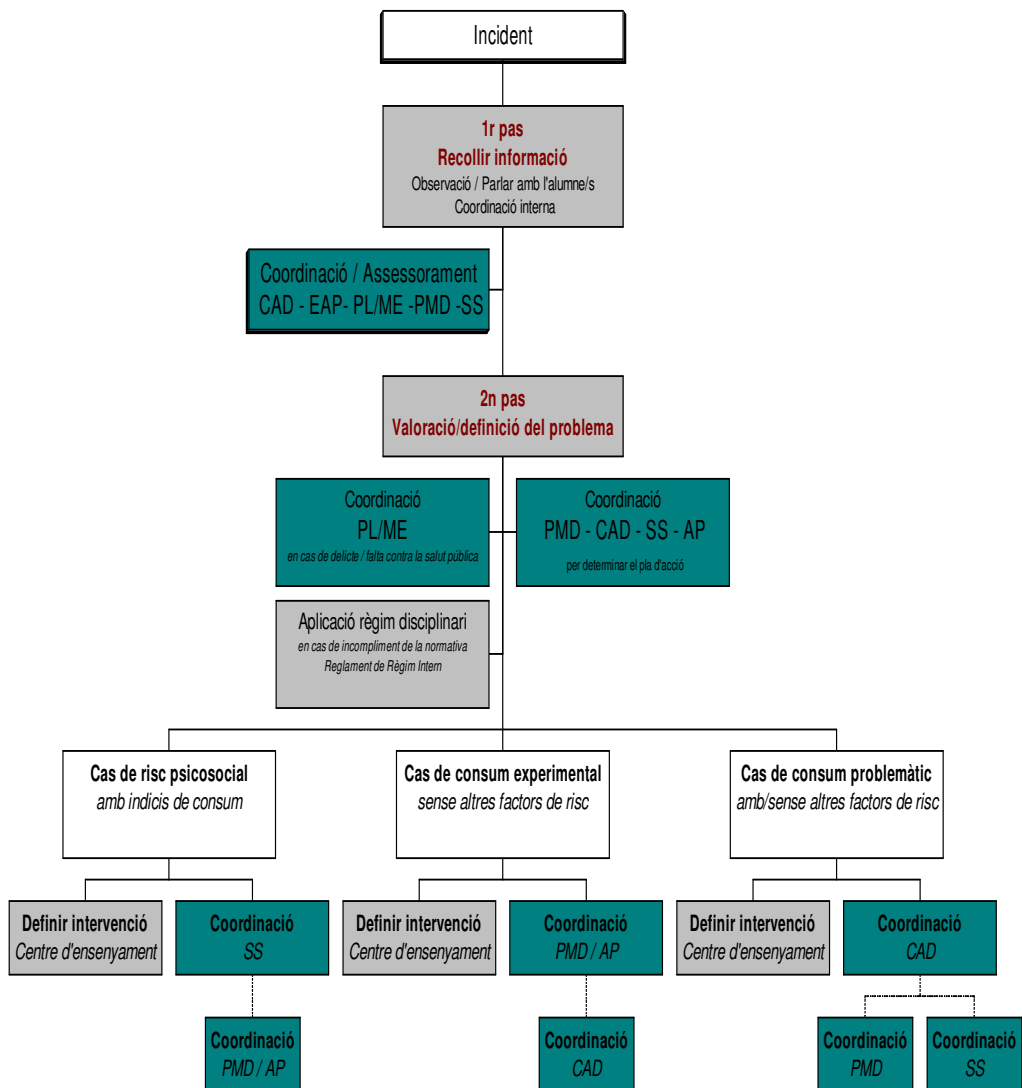 Incident
1r pas
Recollir informació
Observació / Parlar amb l'alumne/s
Coordinació interna
Coordinació / Assessorament
CAD - EAP- PL/ME -PMD -SS
2n pas
Valoració/definició del problema
Coordinació
PL/ME
en cas de delicte / falta contra la salut pública
Coordinació
PMD - CAD - SS - AP
per determinar el pla d'acció
Aplicació règim disciplinari
en cas de incompliment de la normativa
Reglament de Règim Intern
Cas de risc psicosocial
amb indicis de consum
Cas de consum experimental
sense altres factors de risc
Cas de consum problemàtic
amb/sense altres factors de risc
Definir intervenció
Centre d'ensenyament
Coordinació
SS
Definir intervenció
Centre d'ensenyament
Coordinació
PMD / AP
Definir intervenció
Centre d'ensenyament
Coordinació
CAD
Coordinació
PMD / AP
Coordinació
CAD
Coordinació
PMD
Coordinació
SS